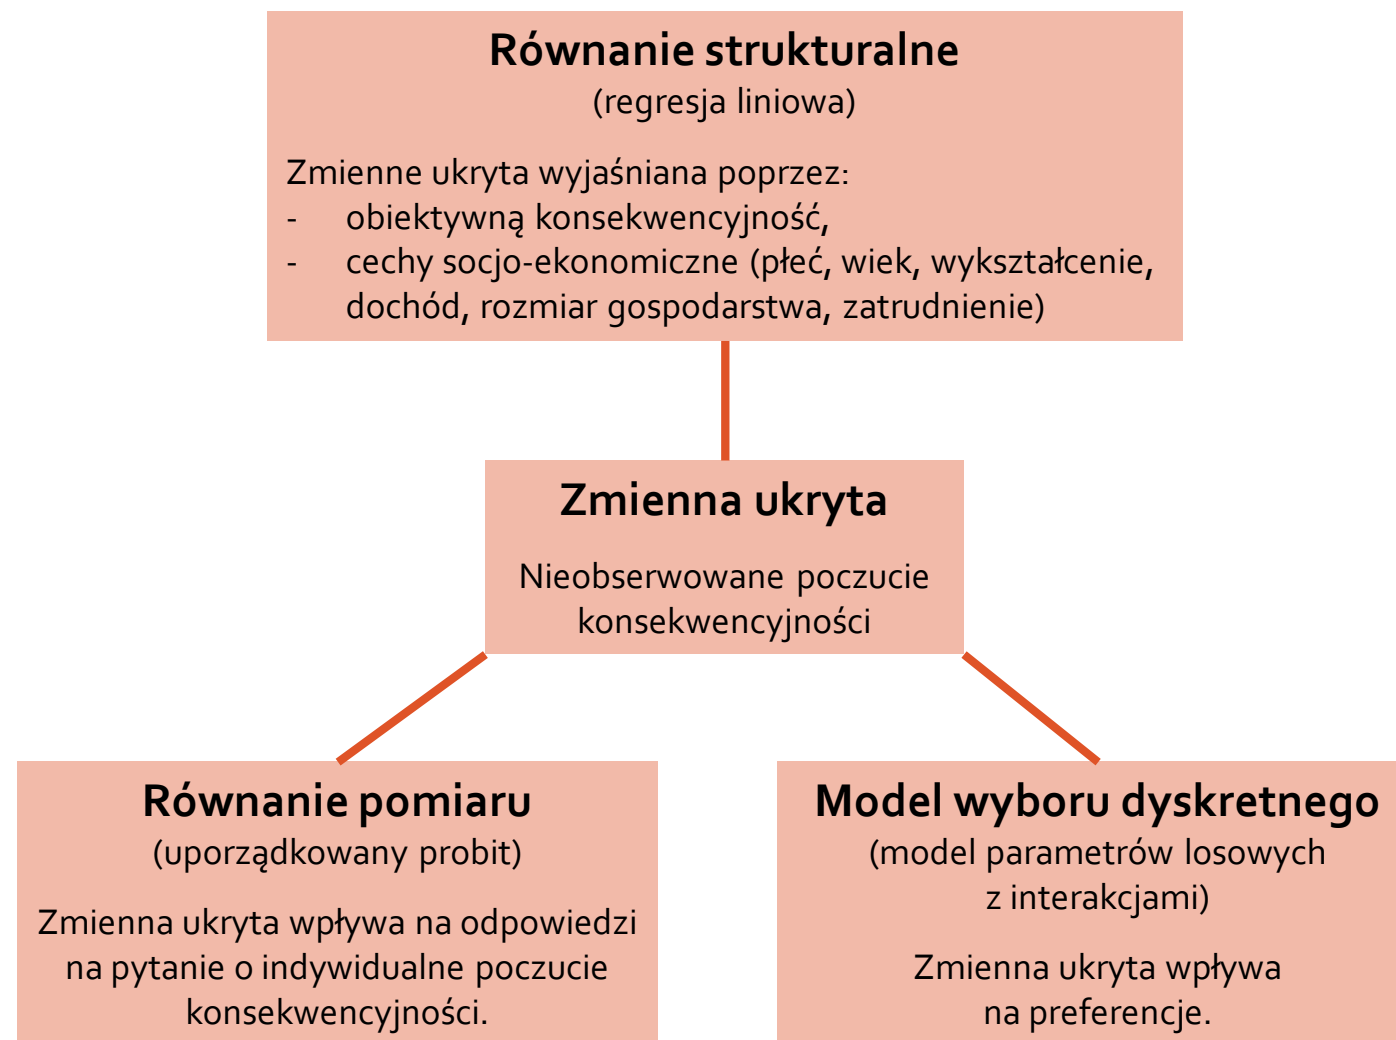 Równanie strukturalne
(regresja liniowa)
Zmienne ukryta wyjaśniana poprzez:
- obiektywną konsekwencyjność,
- cechy socjo-ekonomiczne (płeć, wiek, wykształcenie,
dochód, rozmiar gospodarstwa, zatrudnienie)
Zmienna ukryta
Nieobserwowane poczucie
konsekwencyjności
Równanie pomiaru
(uporządkowany probit)
Zmienna ukryta wpływa na odpowiedzi
na pytanie o indywidualne poczucie
konsekwencyjności.
Model wyboru dyskretnego
(model parametrów losowych
z interakcjami)
Zmienna ukryta wpływa
na preferencje.